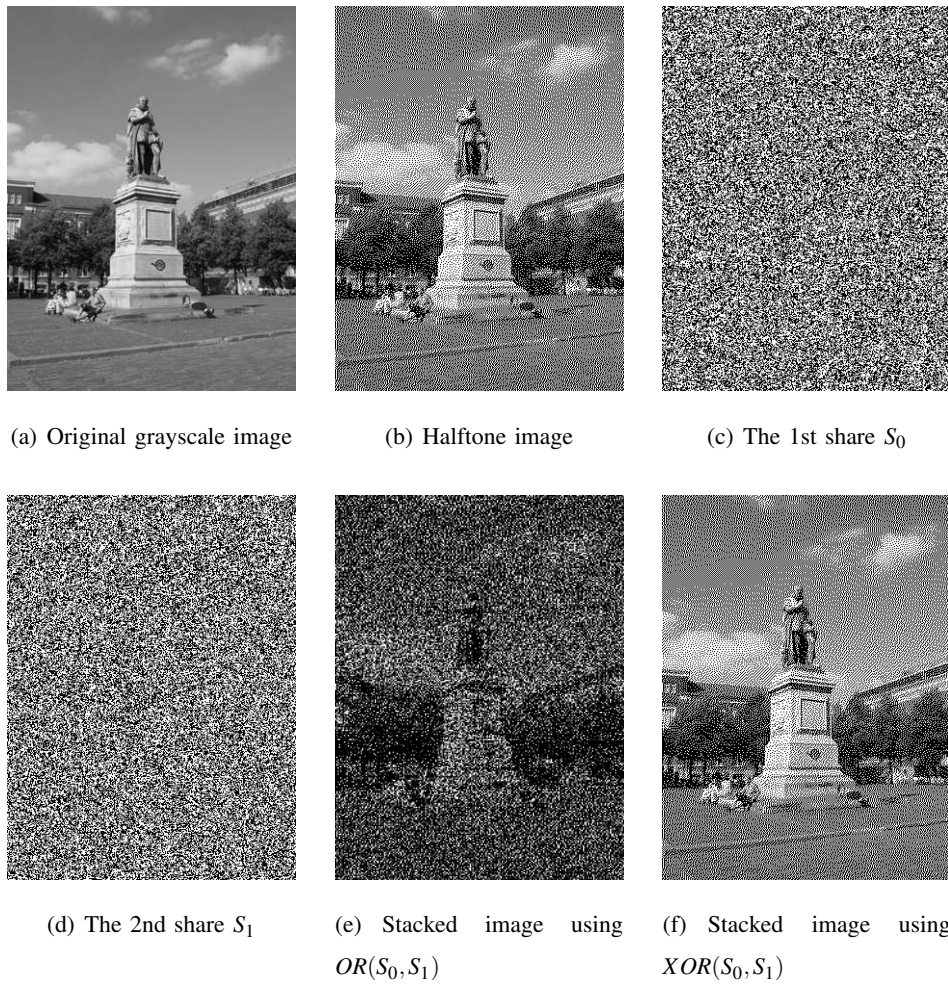 (a) Original grayscale image
(b) Halftone image
(c) The 1st share S₀
(d) The 2nd share S₁
(e) Stacked image using
OR(S₀,S₁)
(f) Stacked image using
XOR(S₀,S₁)